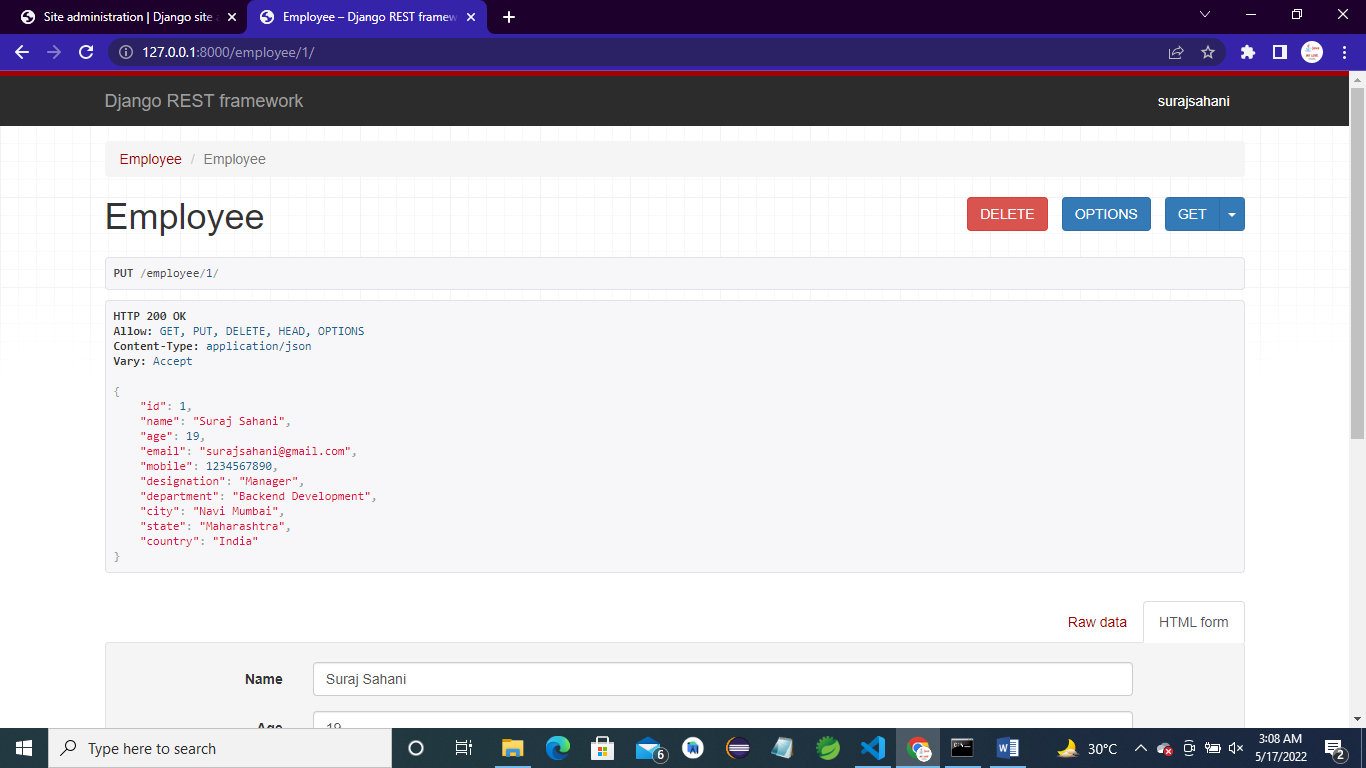 Site administration | Django site a
Employee – Django REST framew
127.0.0.1:8000/employee/1/
Django REST framework
surajsahani
Employee / Employee
Employee
DELETE
OPTIONS
GET
PUT /employee/1/
HTTP 200 OK
Allow: GET, PUT, DELETE, HEAD, OPTIONS
Content-Type: application/json
Vary: Accept
{
"id": 1,
"name": "Suraj Sahani",
"age": 19,
"email": "surajsahani@gmail.com",
"mobile": 1234567890,
"designation": "Manager",
"department": "Backend Development",
"city": "Navi Mumbai",
"state": "Maharashtra",
"country": "India"
}
Raw data
HTML form
Name
Suraj Sahani
Age
19
Type here to search
6
30°C
3:08 AM
5/17/2022
2